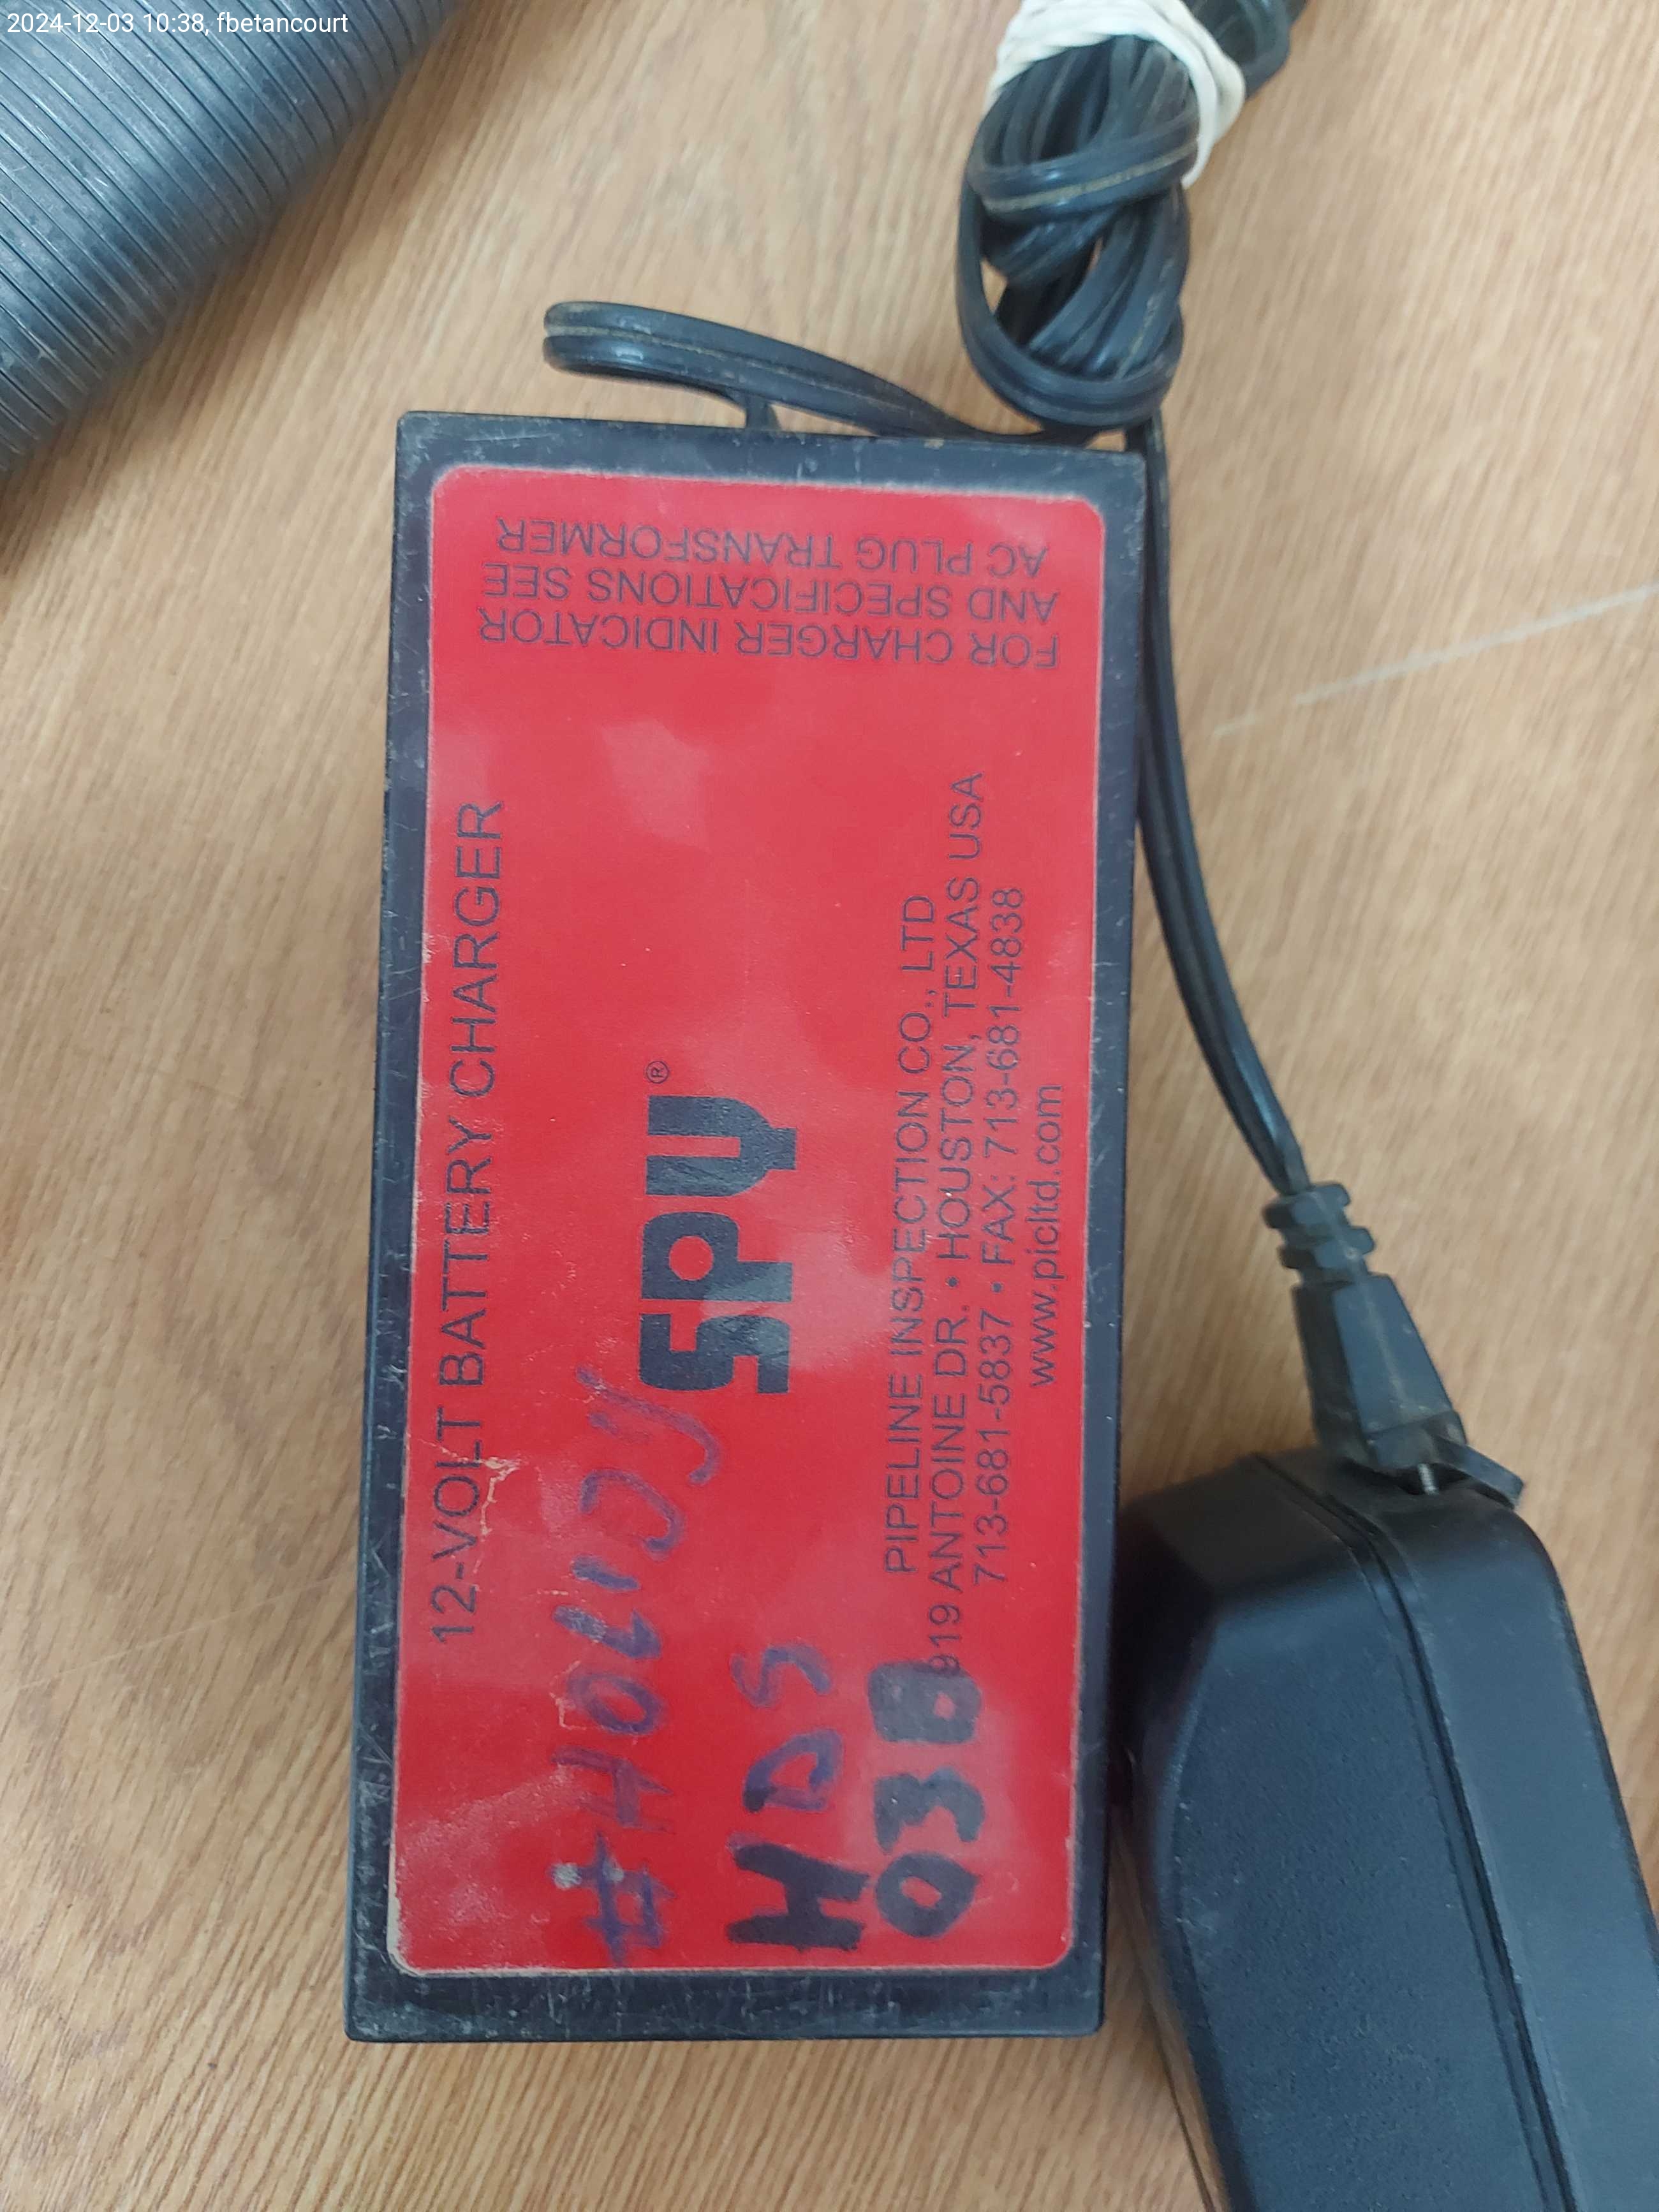 2024-12-03 10:38, fbetancourt
FOR CHARGER INDICATOR
AND SPECIFICATIONS SEE
AC PLUG TRANSFORMER
12-VOLT BATTERY CHARGER
SPY®
PIPELINE INSPECTION CO., LTD
919 ANTOINE DR. • HOUSTON, TEXAS USA
713-681-5837 • FAX: 713-681-4838
www.picltd.com
HDS
03